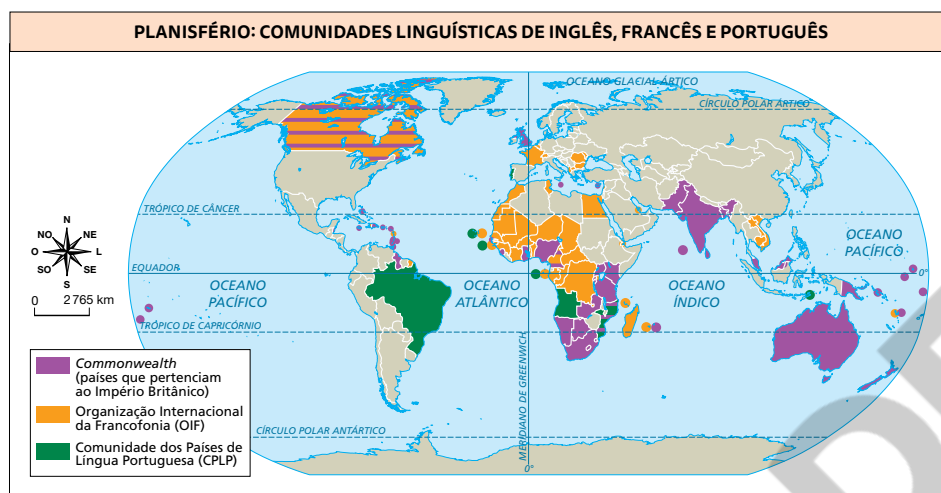 PLANISFÉRIO: COMUNIDADES LINGUÍSTICAS DE INGLÊS, FRANCÊS E PORTUGUÊS
OCEANO GLACIAL ÁRTICO
CÍRCULO POLAR ÁRTICO
TRÓPICO DE CÂNCER
N
NO
NE
O
L
SO
SE
S
0
2 765 km
EQUADOR
OCEANO
PACÍFICO
OCEANO
ATLÂNTICO
OCEANO
ÍNDICO
OCEANO
PACÍFICO
TRÓPICO DE CAPRICÓRNIO
MERIDIANO DE GREENWICH
CÍRCULO POLAR ANTÁRTICO
0°
0°
Commonwealth
(países que pertenciam
ao Império Britânico)
Organização Internacional
da Francofonia (OIF)
Comunidade dos Países de
Língua Portuguesa (CPLP)